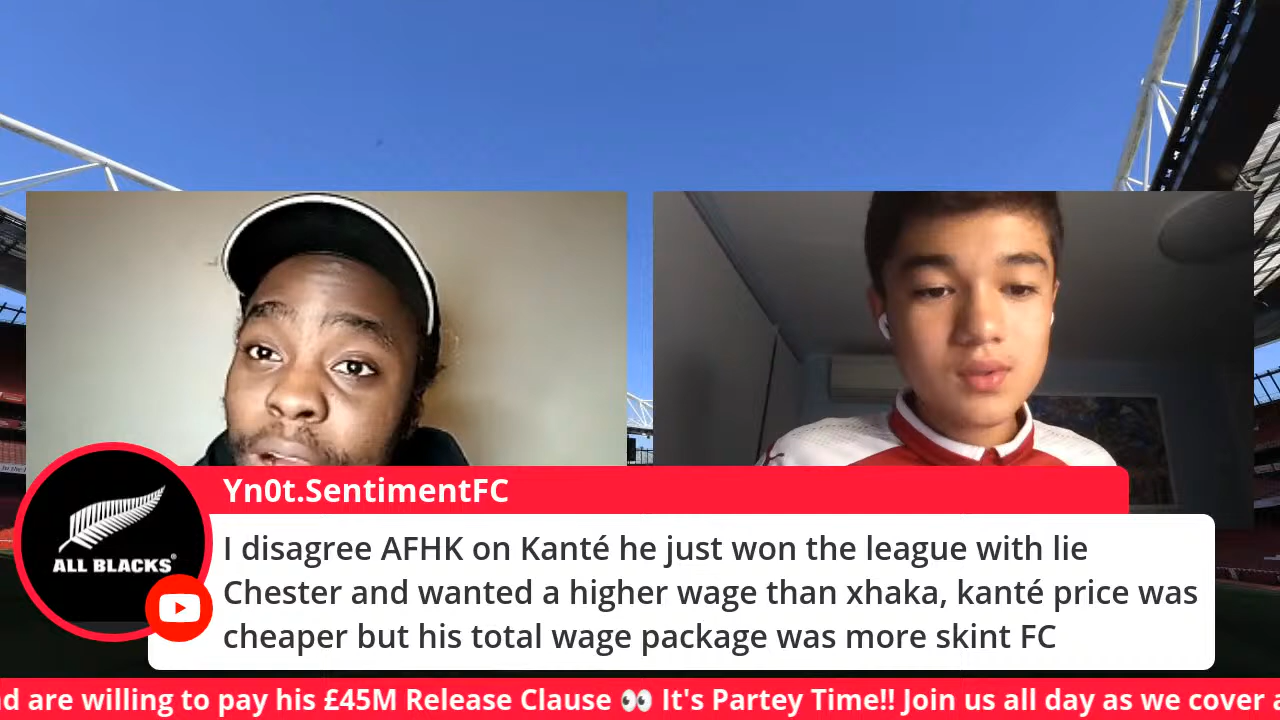 Yn0t.SentimentFC
I disagree AFHK on Kanté he just won the league with lie
Chester and wanted a higher wage than xhaka, kanté price was
cheaper but his total wage package was more skint FC
ALL BLACKS®
d are willing to pay his £45M Release Clause 👀 It's Partey Time!! Join us all day as we cover a